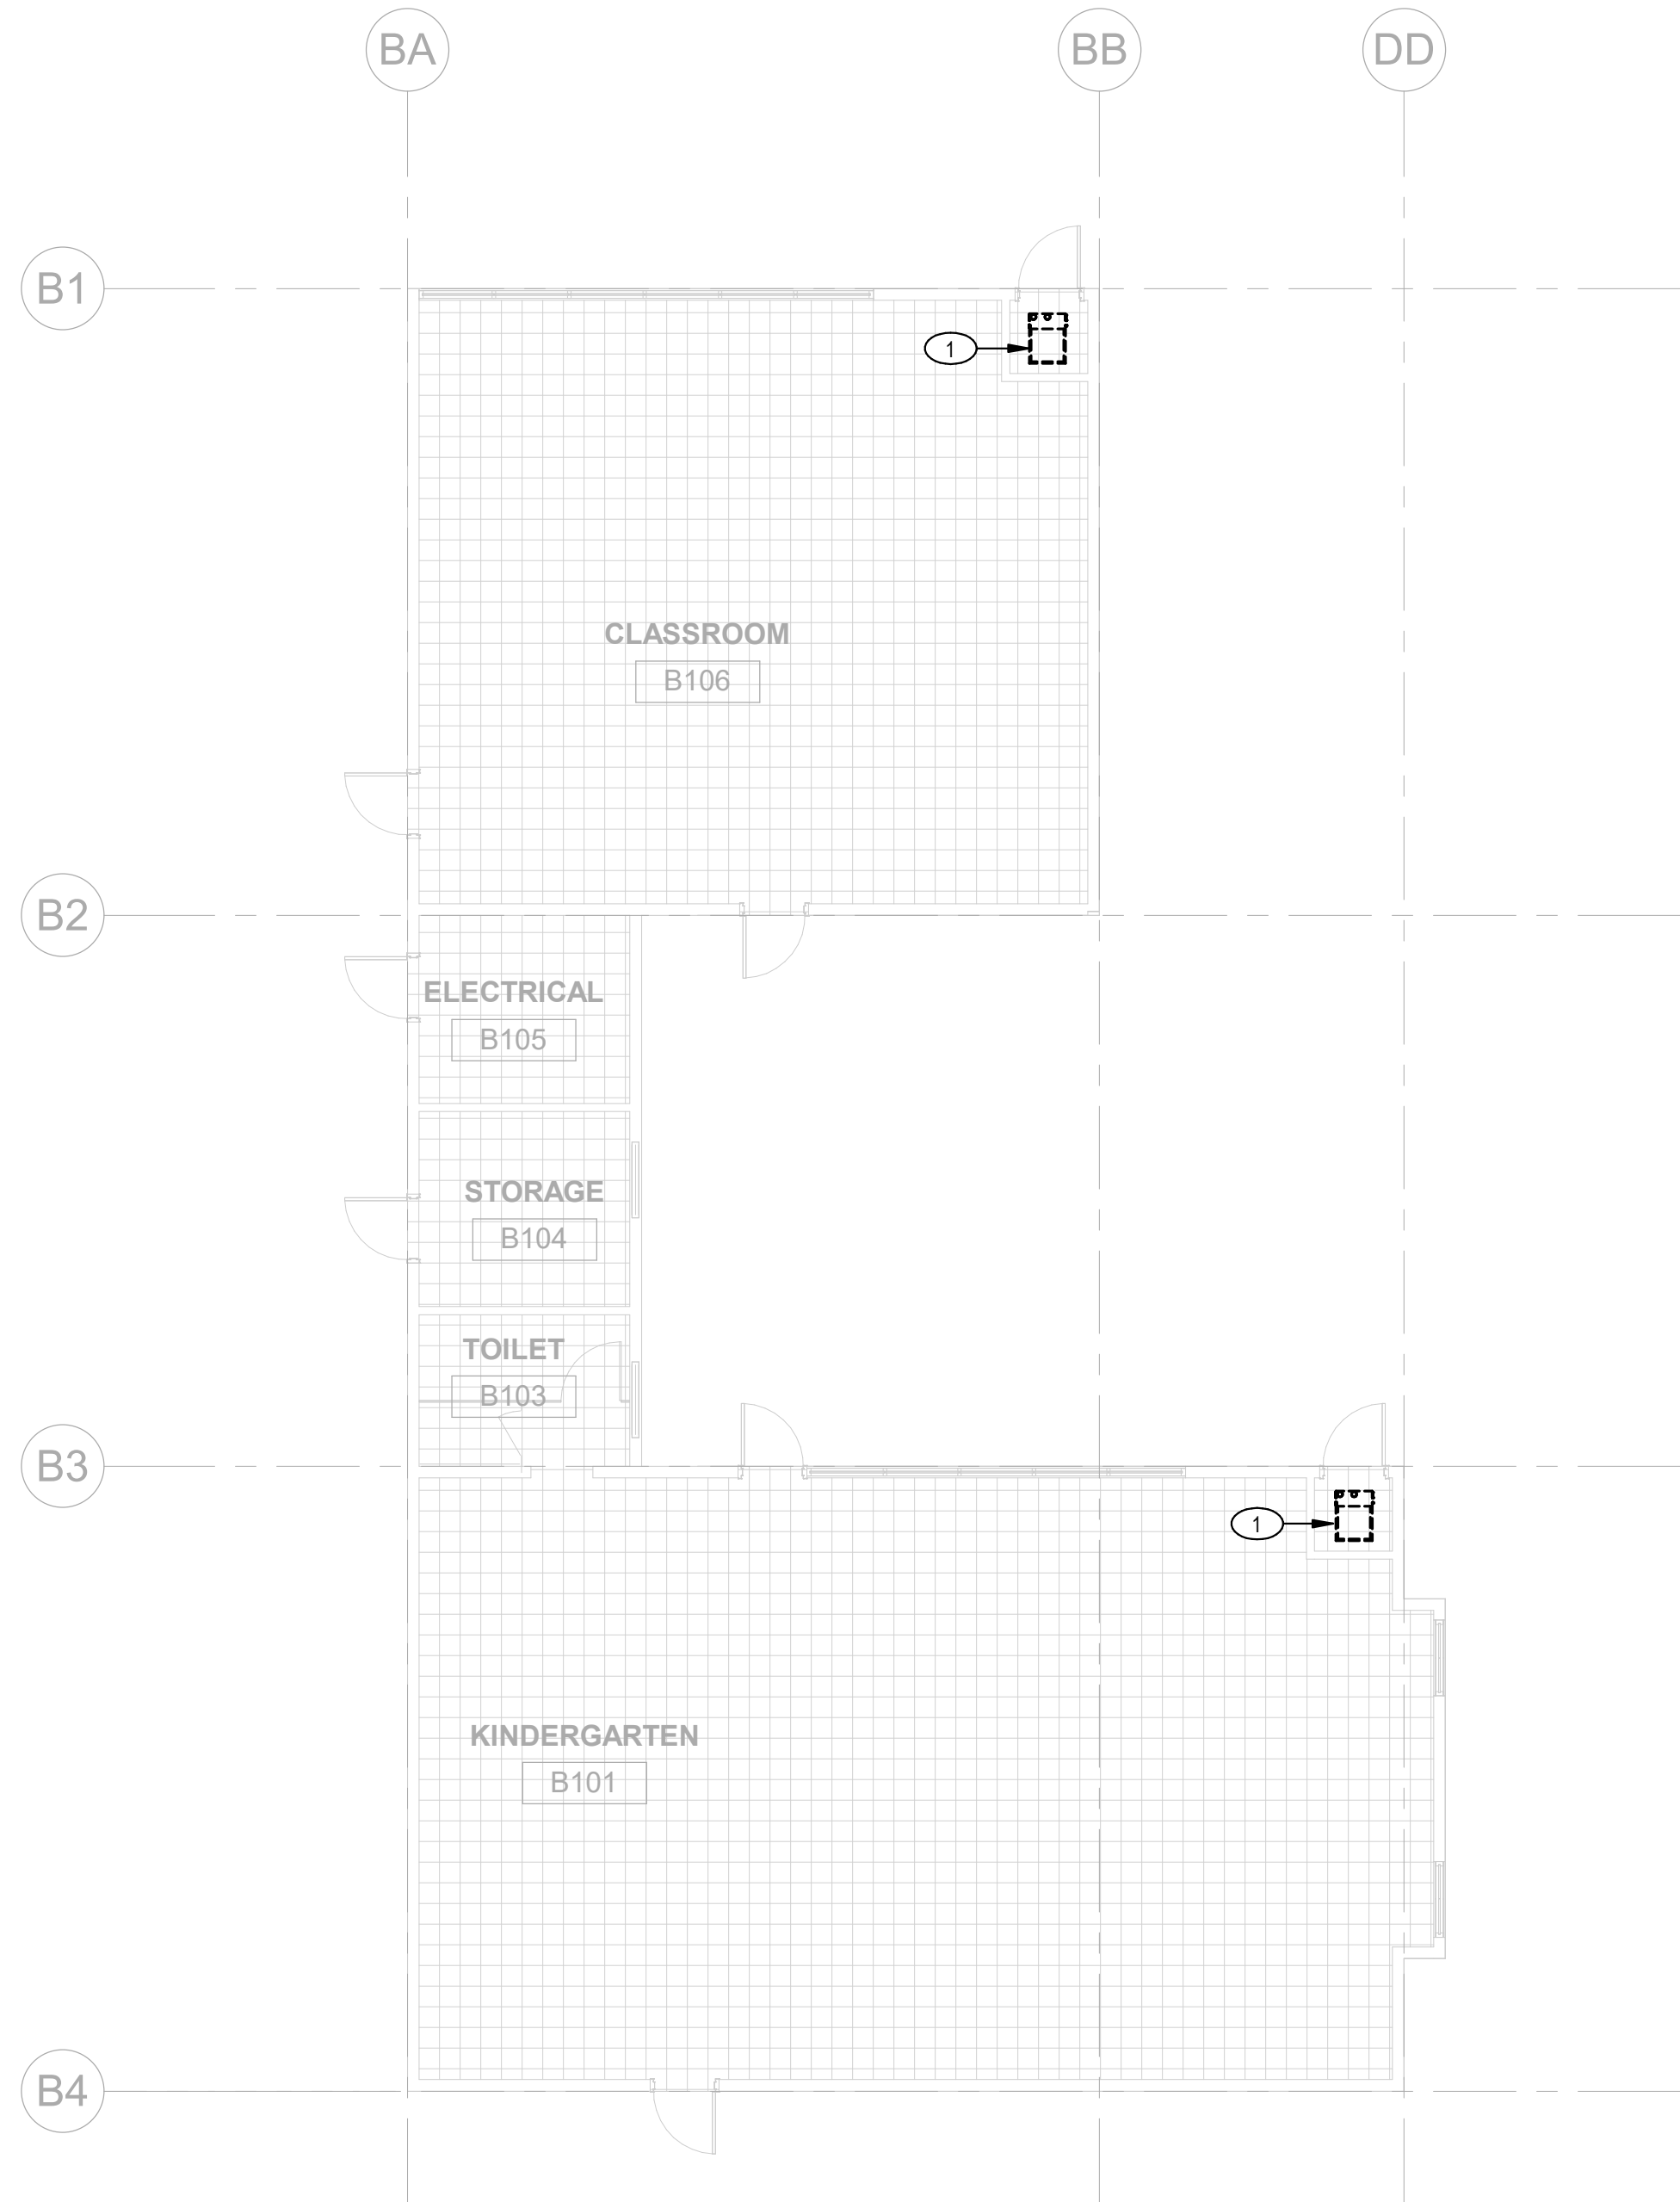 BA
BB
DD
B1
1
CLASSROOM
B106
B2
ELECTRICAL
B105
STORAGE
B104
TOILET
B103
B3
1
KINDERGARTEN
B101
B4